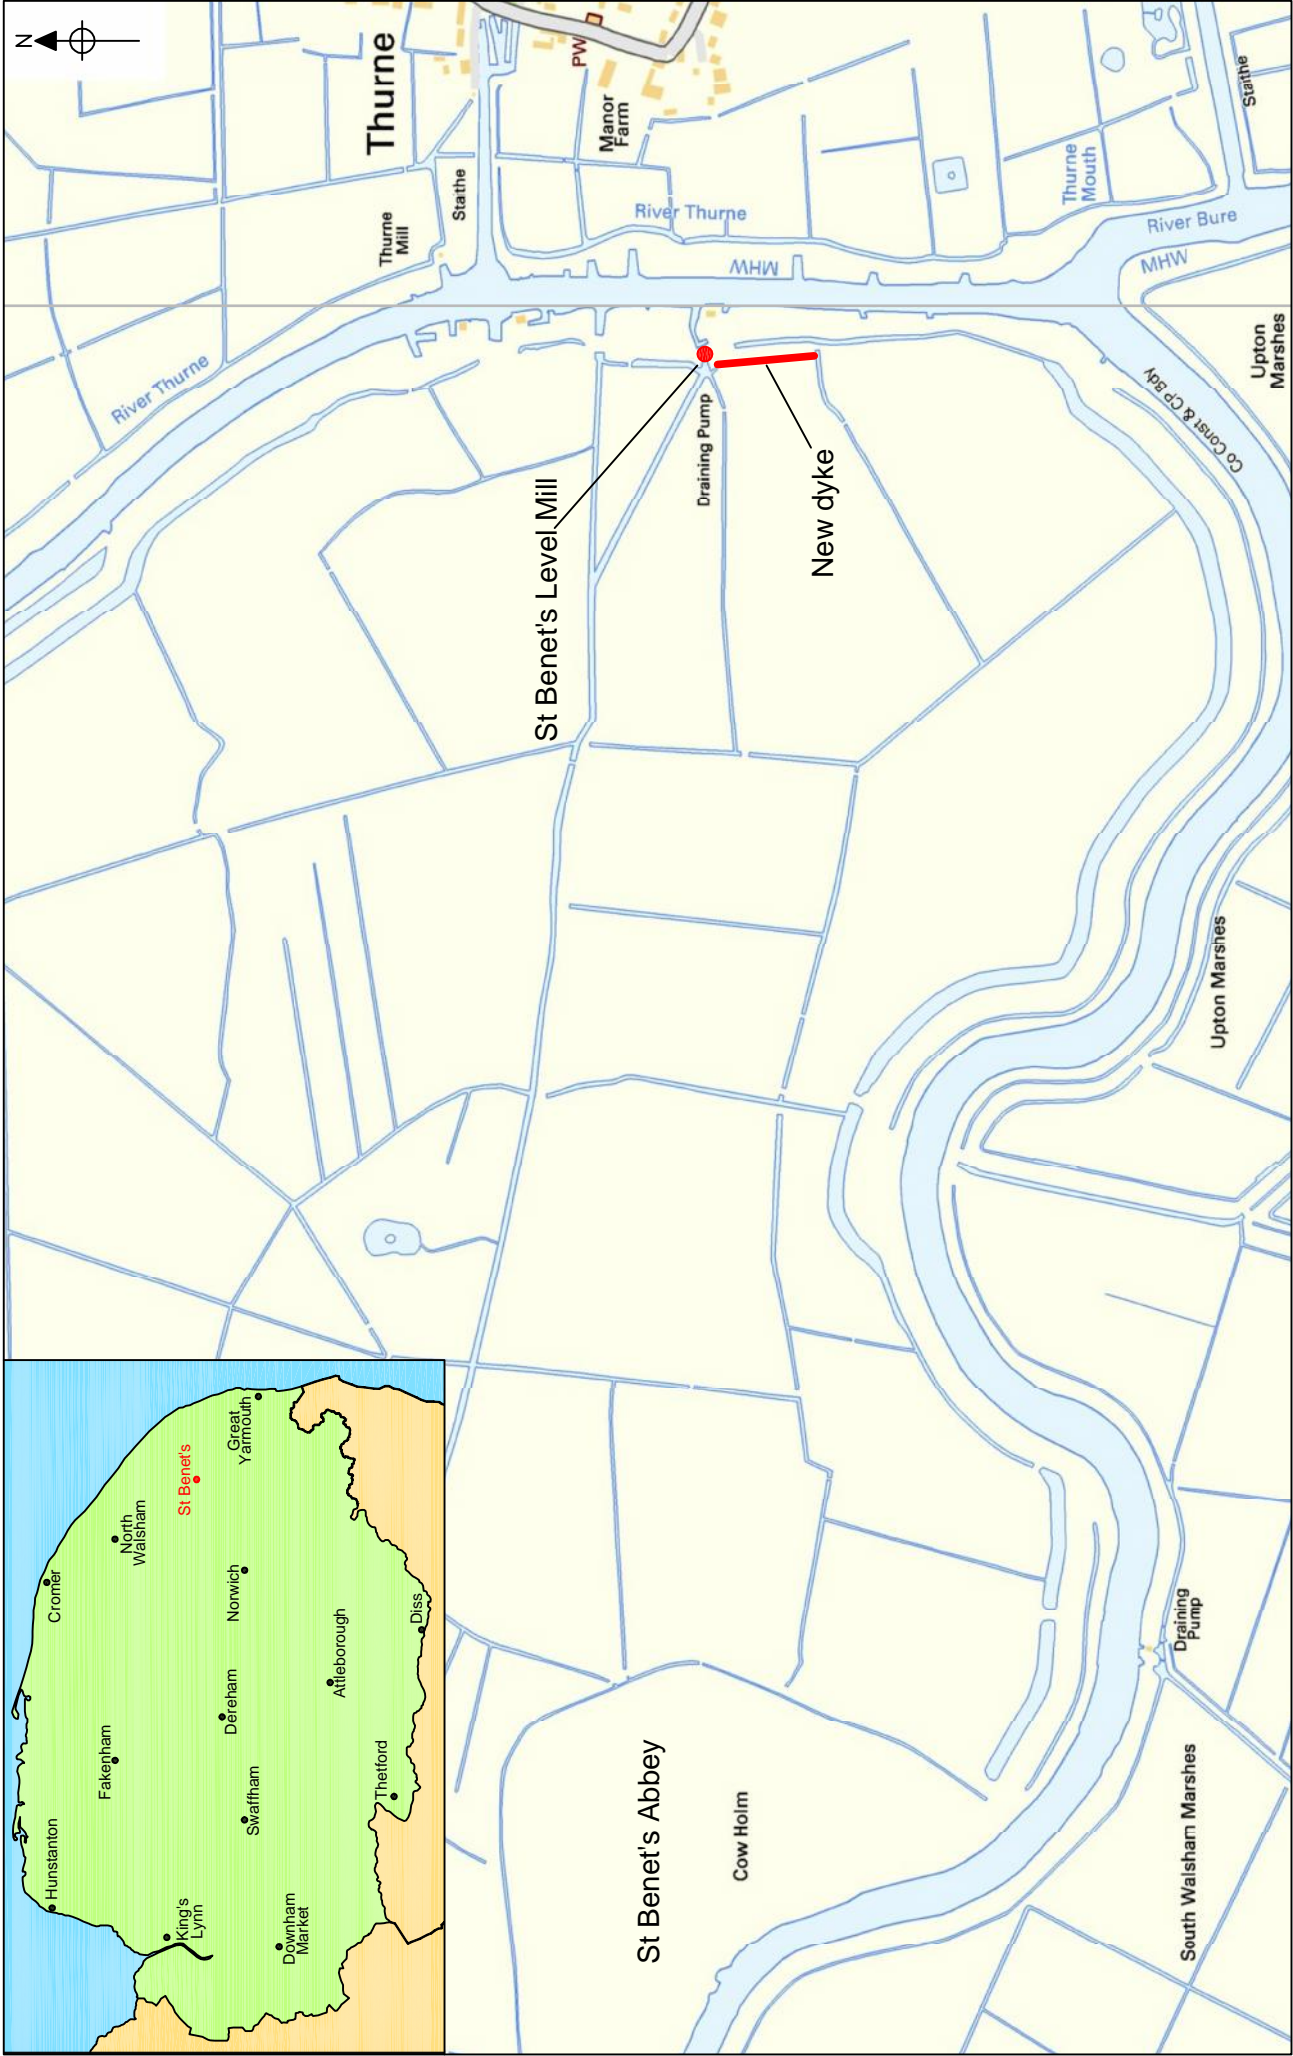 N
Hunstanton
Cromer
Fakenham
North
Walsham
St Benet's
King's
Lynn
Dereham
Norwich
Great
Yarmouth
Swaffham
Downham
Market
Attleborough
Thetford
Diss
River Thurne
Thurne
Mill
Thurne
Staithe
PW
Manor
Farm
River Thurne
MHW
St Benet's Level Mill
Draining Pump
New dyke
Thurne
Mouth
River Bure
MHW
Staithe
Co Const & CP Bdy
Upton
Marshes
Upton Marshes
St Benet's Abbey
Cow Holm
Draining
Pump
South Walsham Marshes